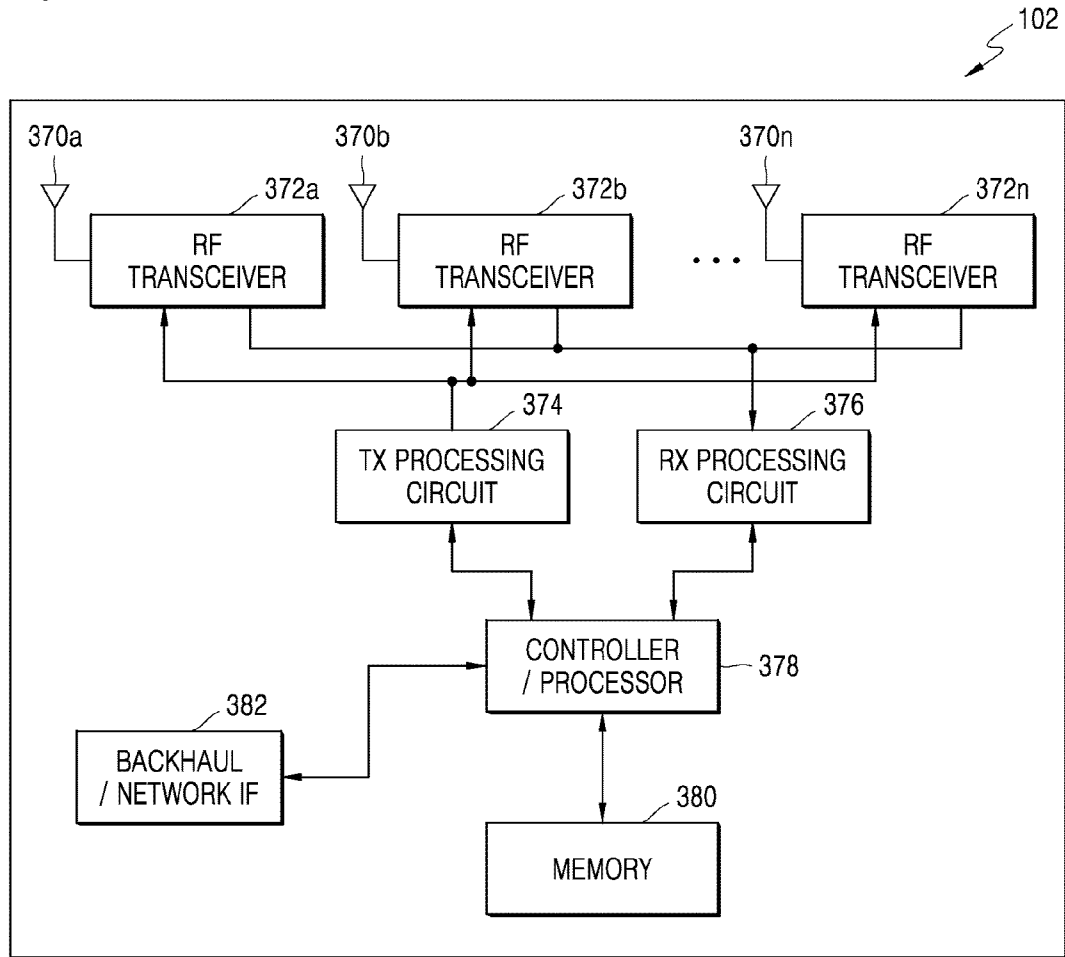 102
370a
370b
370n
372a
372b
372n
RF
TRANSCEIVER
RF
TRANSCEIVER
...
RF
TRANSCEIVER
374
376
TX PROCESSING
CIRCUIT
RX PROCESSING
CIRCUIT
CONTROLLER
/ PROCESSOR
378
382
BACKHAUL
/ NETWORK IF
380
MEMORY